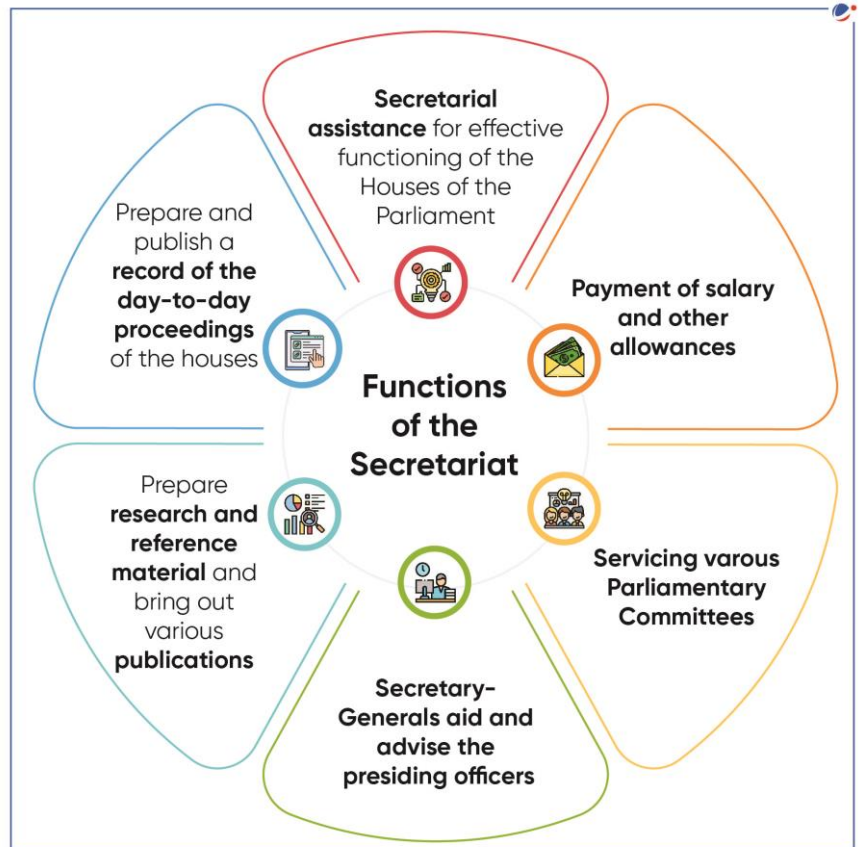 Secretarial
assistance for effective
functioning of the
Houses of the
Parliament
Payment of salary
and other
allowances
Servicing varous
Parliamentary
Committees
Secretary-
Generals aid and
advise the
presiding officers
Prepare
research and
reference
material and
bring out
various
publications
Prepare and
publish a
record of the
day-to-day
proceedings
of the houses
Functions
of the
Secretariat